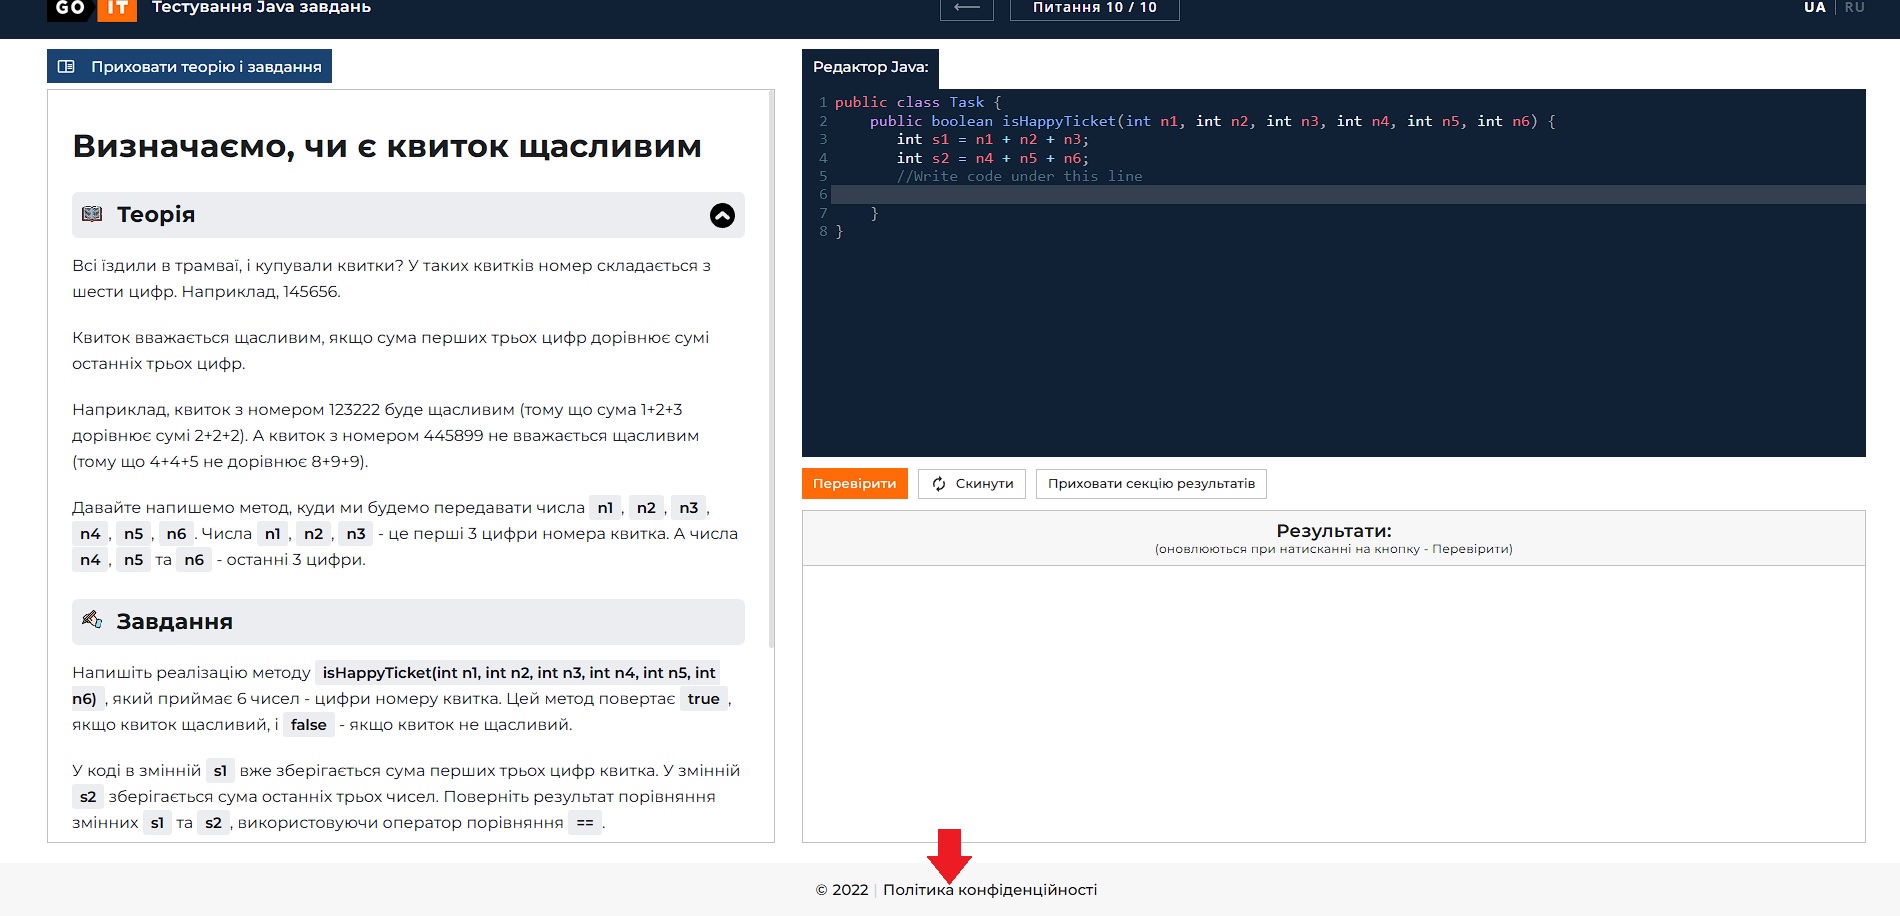 GO IT Тестування Java завдань
Питання 10 / 10
UA | RU
Приховати теорію і завдання
Визначаємо, чи є квиток щасливим
Теорія
Всі їздили в трамваї, і купували квитки? У таких квитків номер складається з
шести цифр. Наприклад, 145656.
Квиток вважається щасливим, якщо сума перших трьох цифр дорівнює сумі
останніх трьох цифр.
Наприклад, квиток з номером 123222 буде щасливим (тому що сума 1+2+3
дорівнює сумі 2+2+2). А квиток з номером 445899 не вважається щасливим
(тому що 4+4+5 не дорівнює 8+9+9).
Давайте напишемо метод, куди ми будемо передавати числа n1 , n2 , n3 ,
n4 , n5 , n6 . Числа n1 , n2 , n3 - це перші 3 цифри номера квитка. А числа
n4 , n5 та n6 - останні 3 цифри.
Завдання
Напишіть реалізацію методу isHappyTicket(int n1, int n2, int n3, int n4, int n5, int
n6) , який приймає 6 чисел - цифри номеру квитка. Цей метод повертає true ,
якщо квиток щасливий, і false - якщо квиток не щасливий.
У коді в змінній s1 вже зберігається сума перших трьох цифр квитка. У змінній
s2 зберігається сума останніх трьох чисел. Поверніть результат порівняння
змінних s1 та s2 , використовуючи оператор порівняння == .
Редактор Java:
1 public class Task {
2 public boolean isHappyTicket(int n1, int n2, int n3, int n4, int n5, int n6) {
3 int s1 = n1 + n2 + n3;
4 int s2 = n4 + n5 + n6;
5 //Write code under this line
6
7 }
8 }
Перевірити
Скинути
Приховати секцію результатів
Результати:
(оновлюються при натисканні на кнопку - Перевірити)
© 2022 | Політика конфіденційності